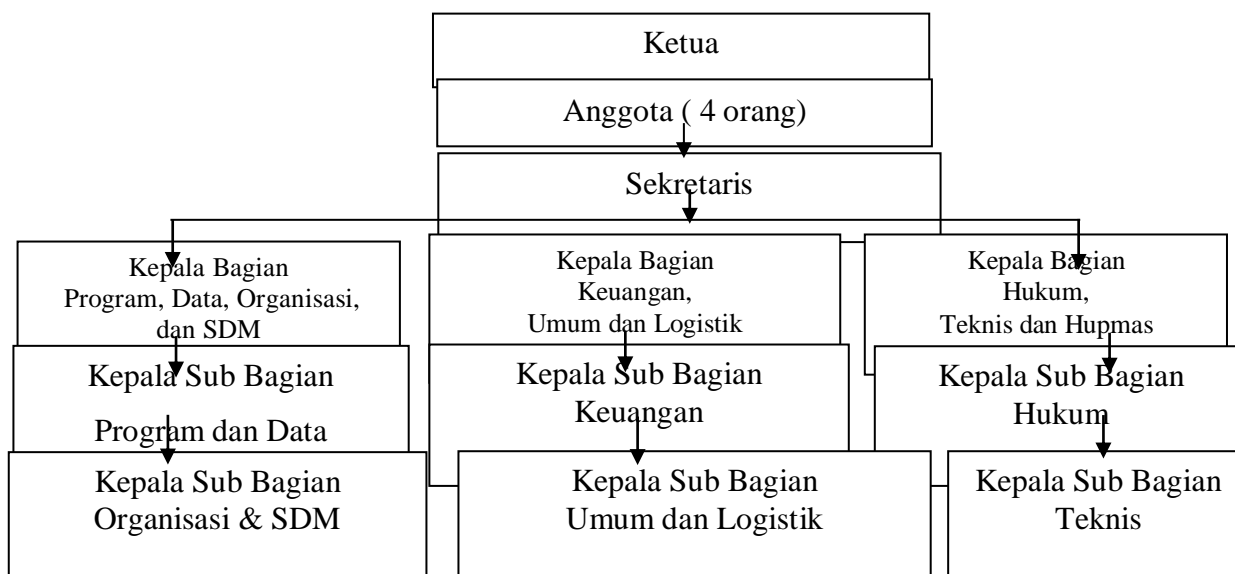 Ketua
Anggota ( 4 orang)
Sekretaris
Kepala Bagian
Program, Data, Organisasi,
dan SDM
Kepala Bagian
Keuangan,
Umum dan Logistik
Kepala Bagian
Hukum,
Teknis dan Hupmas
Kepala Sub Bagian
Program dan Data
Kepala Sub Bagian
Keuangan
Kepala Sub Bagian
Hukum
Kepala Sub Bagian
Organisasi & SDM
Kepala Sub Bagian
Umum dan Logistik
Kepala Sub Bagian
Teknis